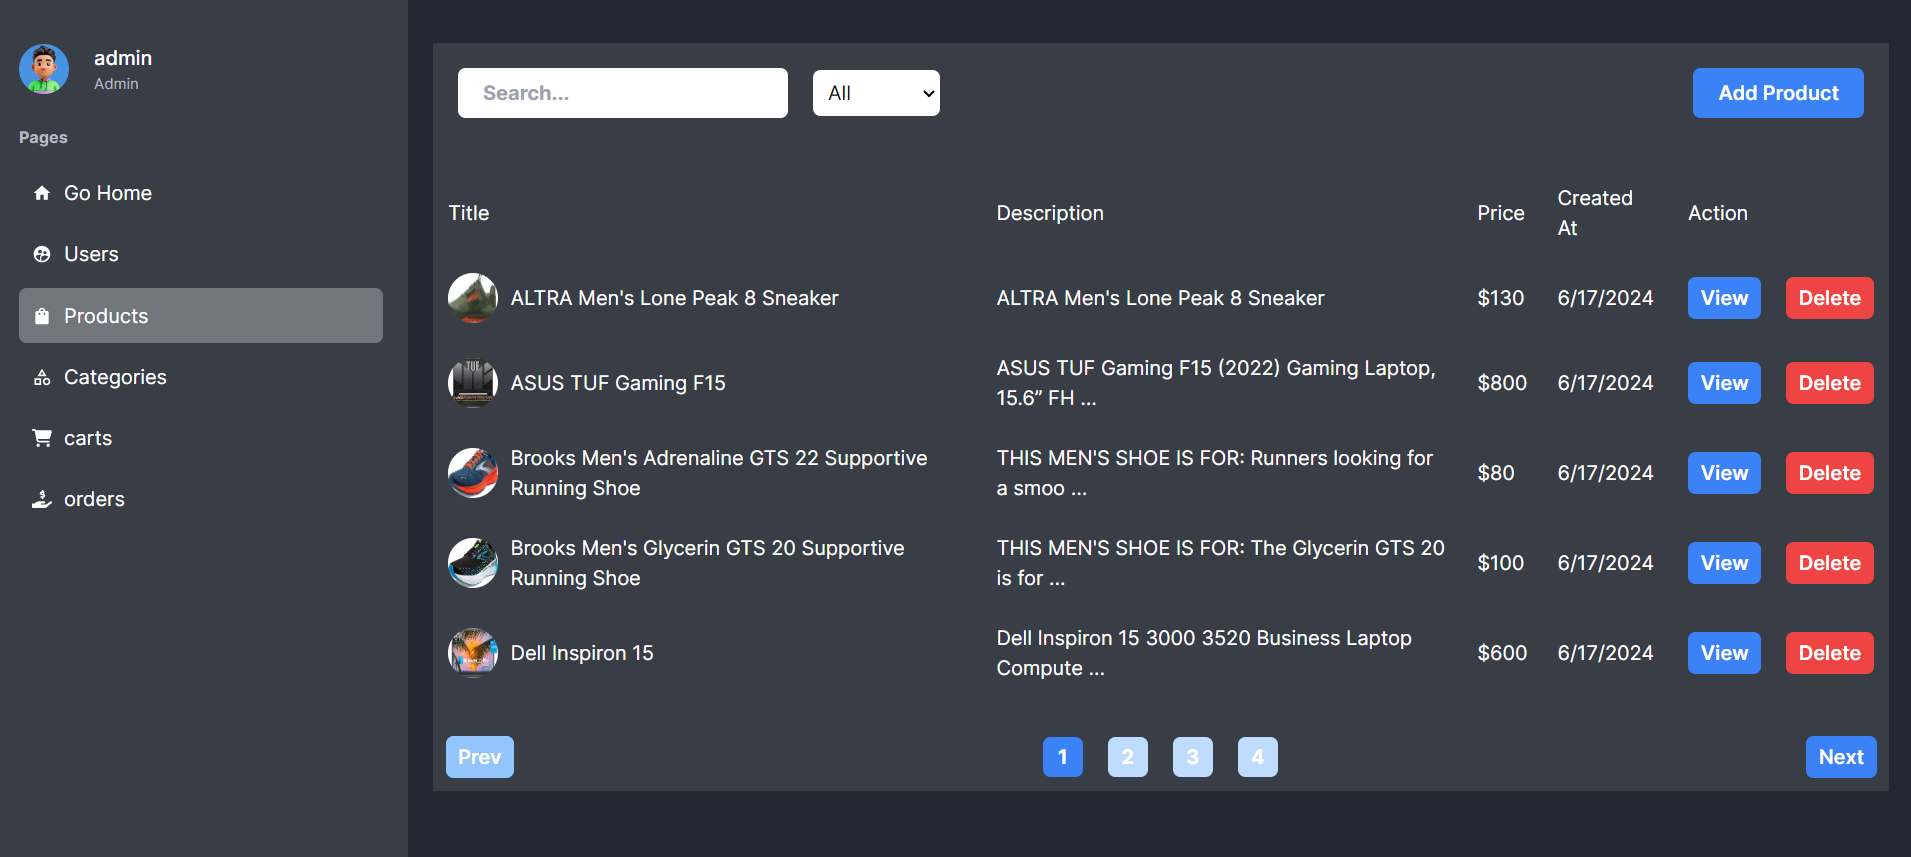 admin
Admin
Pages
Go Home
Users
Products
Categories
carts
orders
Search...
All
Add Product
Title
Description
Price
Created
At
Action
ALTRA Men's Lone Peak 8 Sneaker
ALTRA Men's Lone Peak 8 Sneaker
$130
6/17/2024
View
Delete
TUF
ASUS TUF Gaming F15
ASUS TUF Gaming F15 (2022) Gaming Laptop,
15.6” FH ...
$800
6/17/2024
View
Delete
Brooks Men's Adrenaline GTS 22 Supportive
Running Shoe
THIS MEN'S SHOE IS FOR: Runners looking for
a smoo ...
$80
6/17/2024
View
Delete
Brooks Men's Glycerin GTS 20 Supportive
Running Shoe
THIS MEN'S SHOE IS FOR: The Glycerin GTS 20
is for ...
$100
6/17/2024
View
Delete
Dell Inspiron 15
Dell Inspiron 15 3000 3520 Business Laptop
Compute ...
$600
6/17/2024
View
Delete
Prev
1
2
3
4
Next